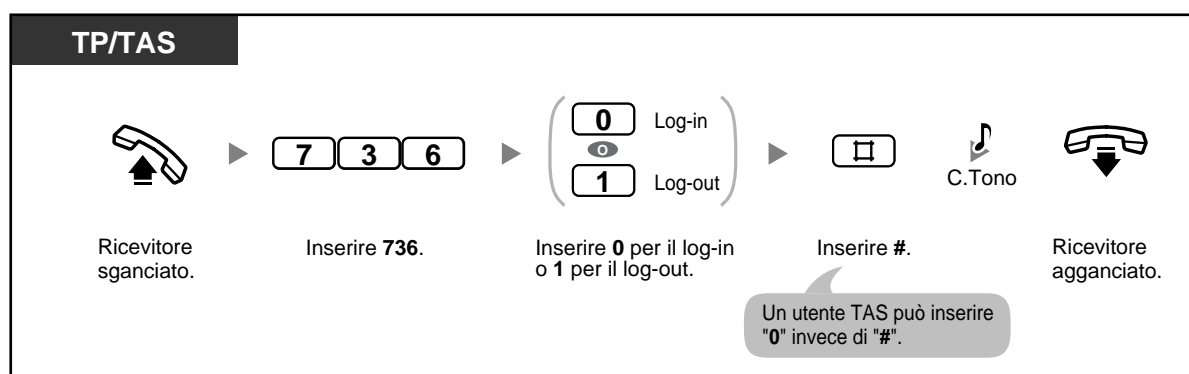 TP/TAS
7 3 6
0 Log-in
o
1 Log-out
#
C.Tono
Ricevitore
sganciato.
Inserire 736.
Inserire 0 per il log-in
o 1 per il log-out.
Inserire #.
Ricevitore
agganciato.
Un utente TAS può inserire
"0" invece di "#".